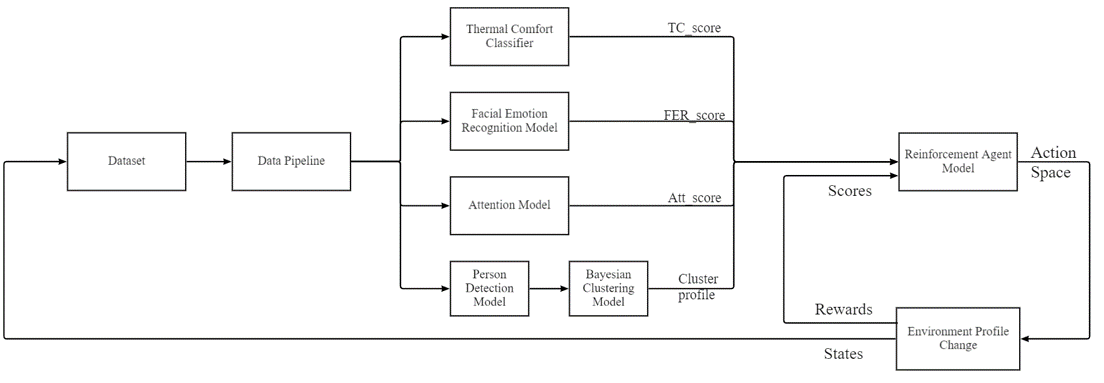 Thermal Comfort
Classifier
TC_score
Facial Emotion
Recognition Model
FER_score
Dataset
Data Pipeline
Reinforcement Agent
Model
Action
Space
Attention Model
Att_score
Scores
Person
Detection
Model
Bayesian
Clustering
Model
Cluster
profile
Rewards
Environment Profile
Change
States